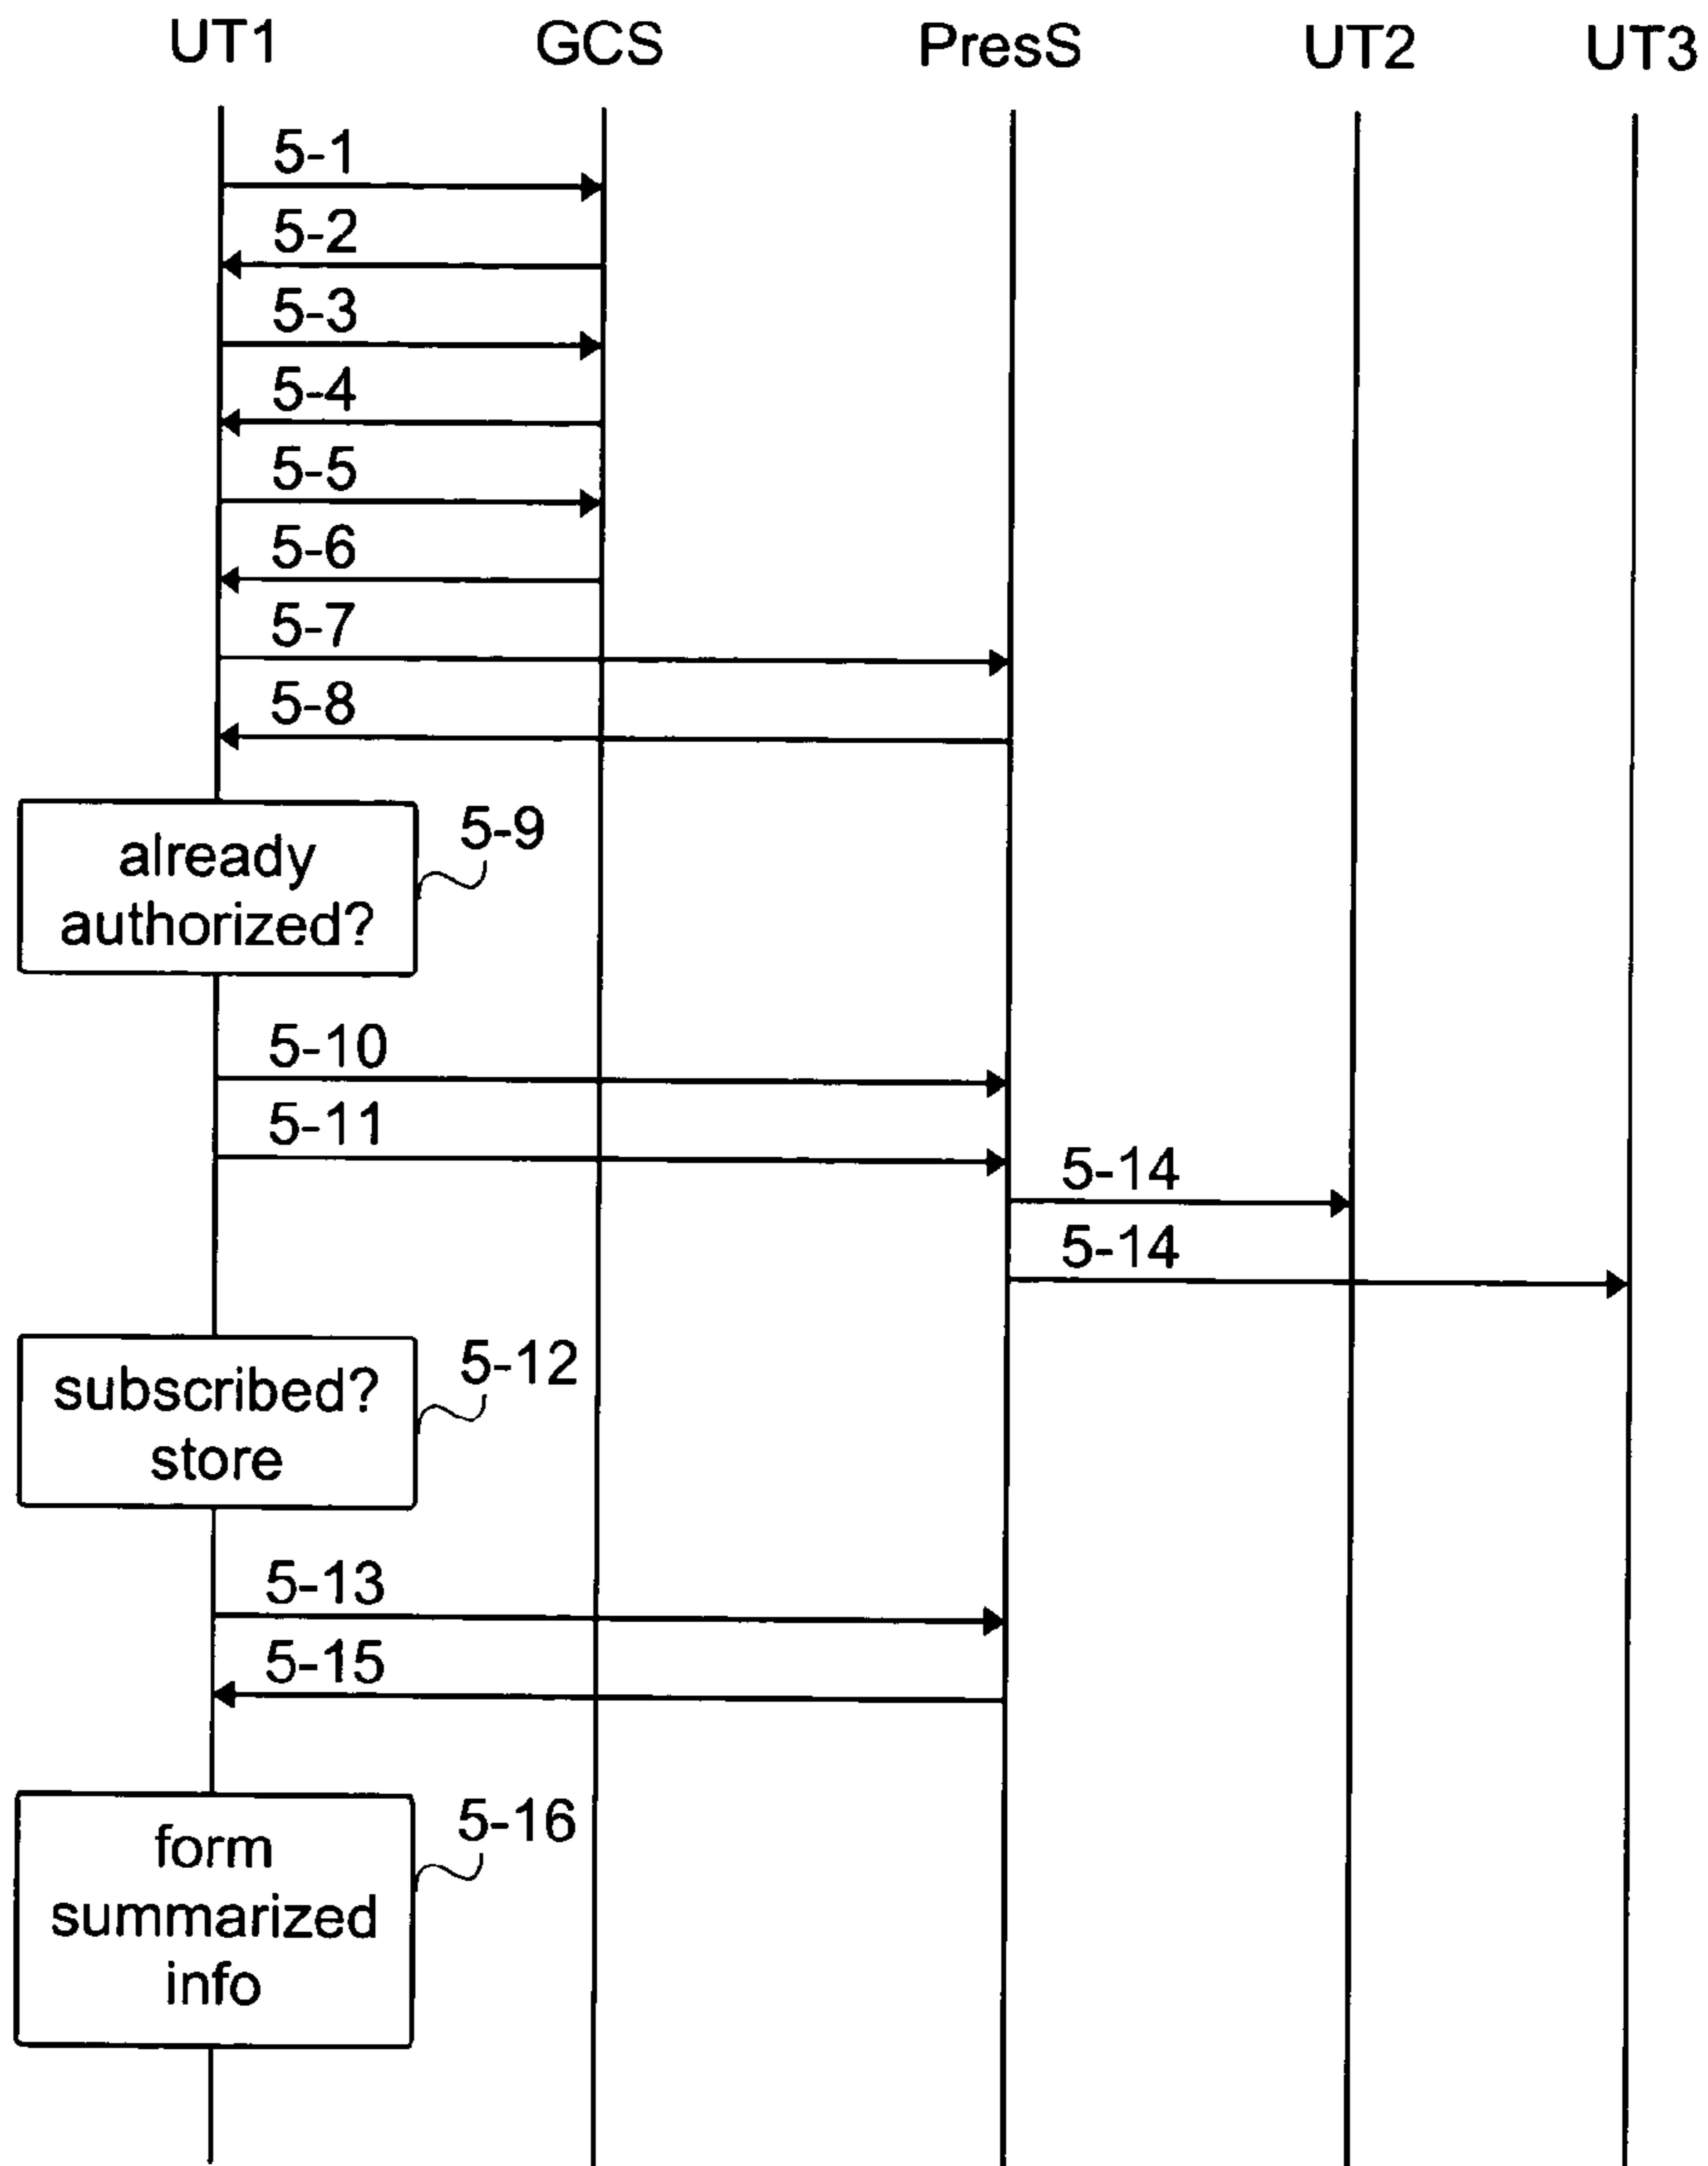 UT1 GCS PresS UT2 UT3
5-1
5-2
5-3
5-4
5-5
5-6
5-7
5-8
5-9
already
authorized?
5-10
5-11
5-14
5-14
5-12
subscribed?
store
5-13
5-15
5-16
form
summarized
info